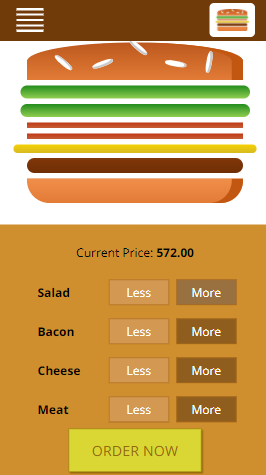 Current Price: 572.00
Salad Less More
Bacon Less More
Cheese Less More
Meat Less More
ORDER NOW